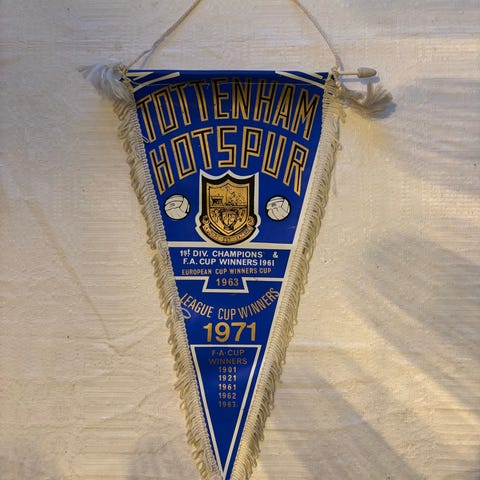 TOTTENHAM
HOTSPUR
1st DIV. CHAMPIONS &
F.A. CUP WINNERS 1961
EUROPEAN CUP WINNERS CUP
1963
LEAGUE CUP WINNERS
1971
F·A·CUP
WINNERS
1901
1921
1961
1962
1967